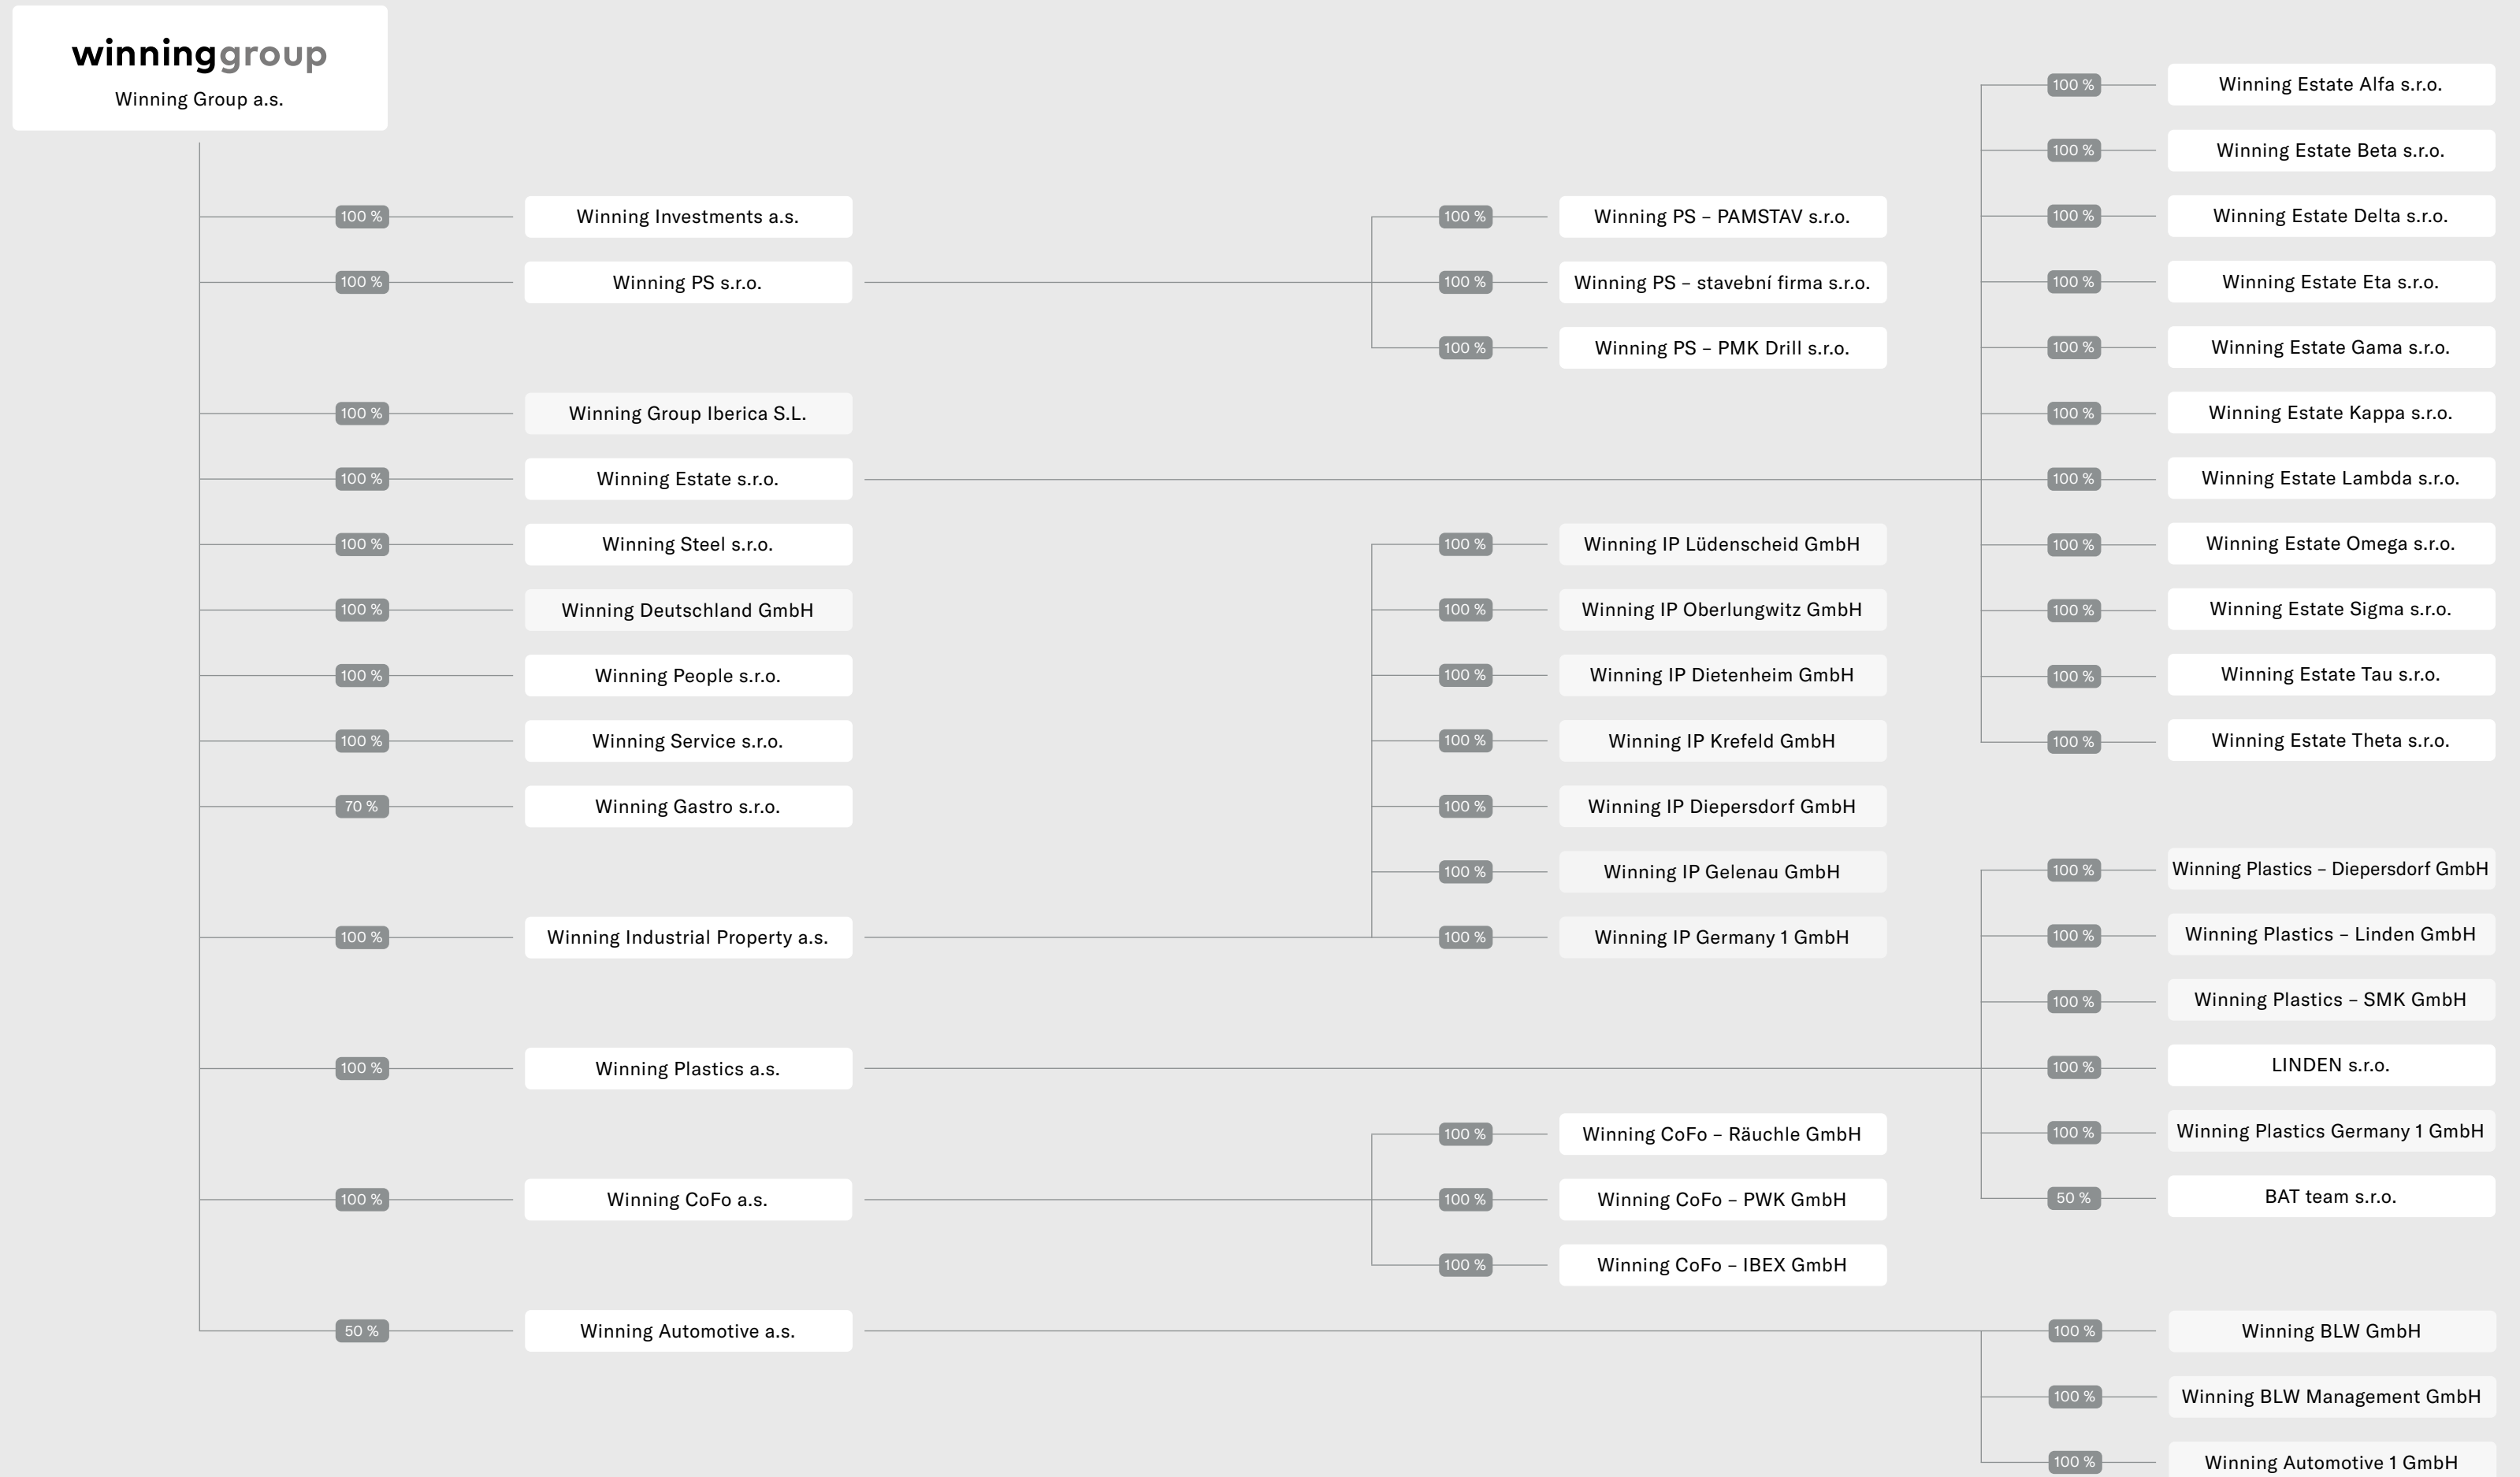 winninggroup
Winning Group a.s.
100 % Winning Investments a.s.
100 % Winning PS s.r.o.
100 % Winning Group Iberica S.L.
100 % Winning Estate s.r.o.
100 % Winning Steel s.r.o.
100 % Winning Deutschland GmbH
100 % Winning People s.r.o.
100 % Winning Service s.r.o.
70 % Winning Gastro s.r.o.
100 % Winning Industrial Property a.s.
100 % Winning Plastics a.s.
100 % Winning CoFo a.s.
50 % Winning Automotive a.s.
100 % Winning PS – PAMSTAV s.r.o.
100 % Winning PS – stavební firma s.r.o.
100 % Winning PS – PMK Drill s.r.o.
100 % Winning IP Lüdenscheid GmbH
100 % Winning IP Oberlungwitz GmbH
100 % Winning IP Dietenheim GmbH
100 % Winning IP Krefeld GmbH
100 % Winning IP Diepersdorf GmbH
100 % Winning IP Gelenau GmbH
100 % Winning IP Germany 1 GmbH
100 % Winning CoFo – Räuchle GmbH
100 % Winning CoFo – PWK GmbH
100 % Winning CoFo – IBEX GmbH
100 % Winning Estate Alfa s.r.o.
100 % Winning Estate Beta s.r.o.
100 % Winning Estate Delta s.r.o.
100 % Winning Estate Eta s.r.o.
100 % Winning Estate Gama s.r.o.
100 % Winning Estate Kappa s.r.o.
100 % Winning Estate Lambda s.r.o.
100 % Winning Estate Omega s.r.o.
100 % Winning Estate Sigma s.r.o.
100 % Winning Estate Tau s.r.o.
100 % Winning Estate Theta s.r.o.
100 % Winning Plastics – Diepersdorf GmbH
100 % Winning Plastics – Linden GmbH
100 % Winning Plastics – SMK GmbH
100 % LINDEN s.r.o.
100 % Winning Plastics Germany 1 GmbH
50 % BAT team s.r.o.
100 % Winning BLW GmbH
100 % Winning BLW Management GmbH
100 % Winning Automotive 1 GmbH